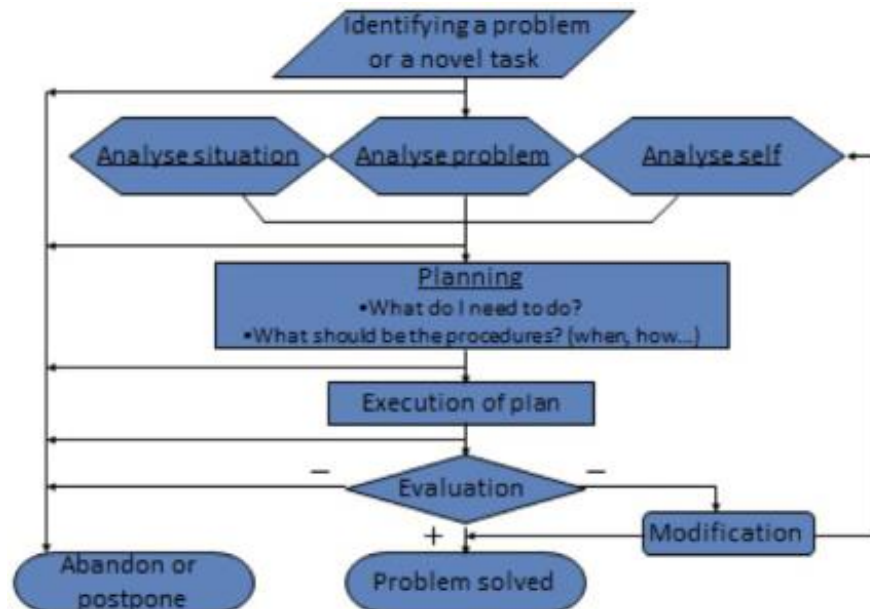 Identifying a problem
or a novel task
Analyse situation
Analyse problem
Analyse self
Planning
•What do I need to do?
•What should be the procedures? (when, how...)
Execution of plan
–
Evaluation
–
+
Modification
Abandon or
postpone
Problem solved